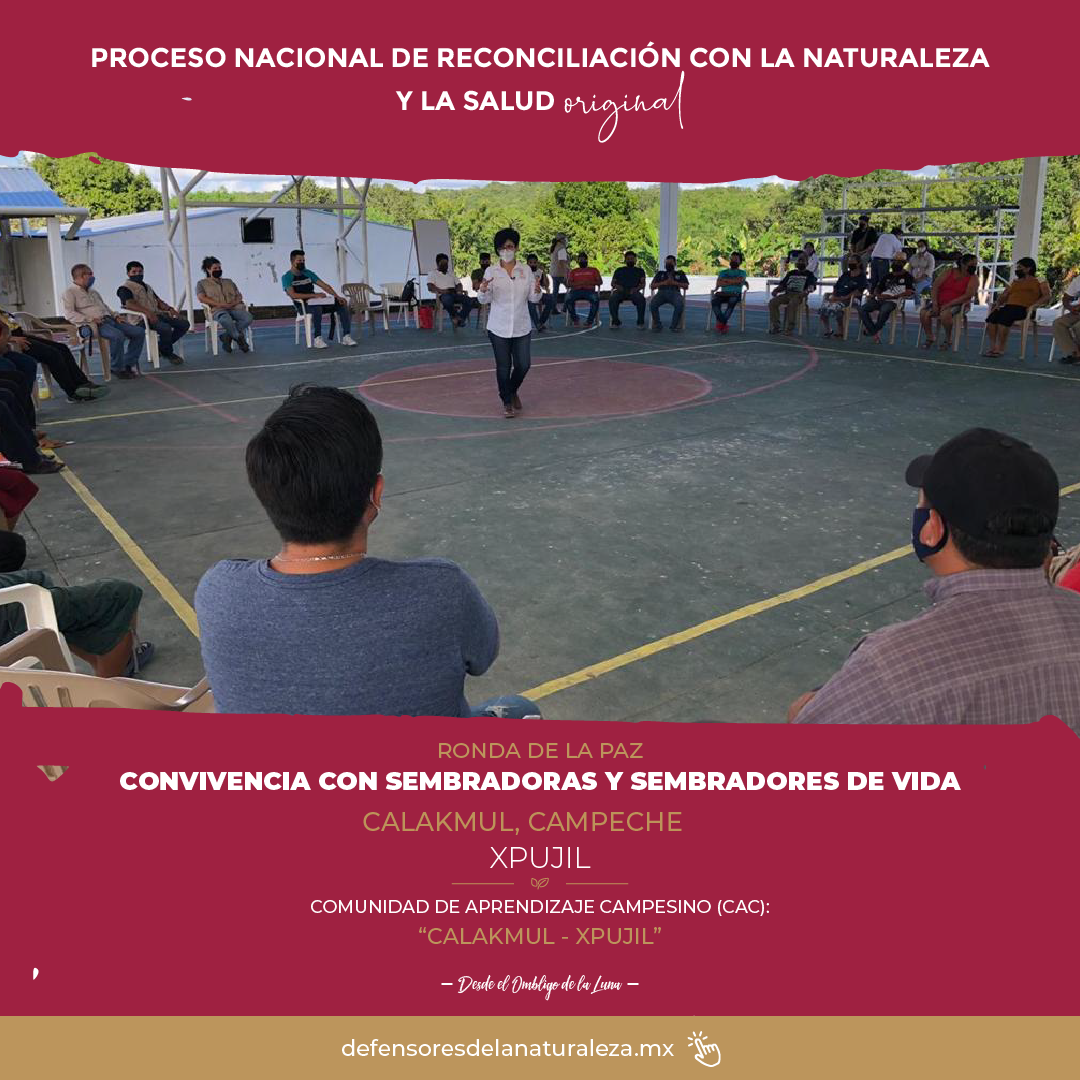 PROCESO NACIONAL DE RECONCILIACIÓN CON LA NATURALEZA
Y LA SALUD original
RONDA DE LA PAZ
CONVIVENCIA CON SEMBRADORAS Y SEMBRADORES DE VIDA
CALAKMUL, CAMPECHE
XPUJIL
COMUNIDAD DE APRENDIZAJE CAMPESINO (CAC):
“CALAKMUL - XPUJIL”
— Desde el Ombligo de la Luna —
defensoresdelanaturaleza.mx